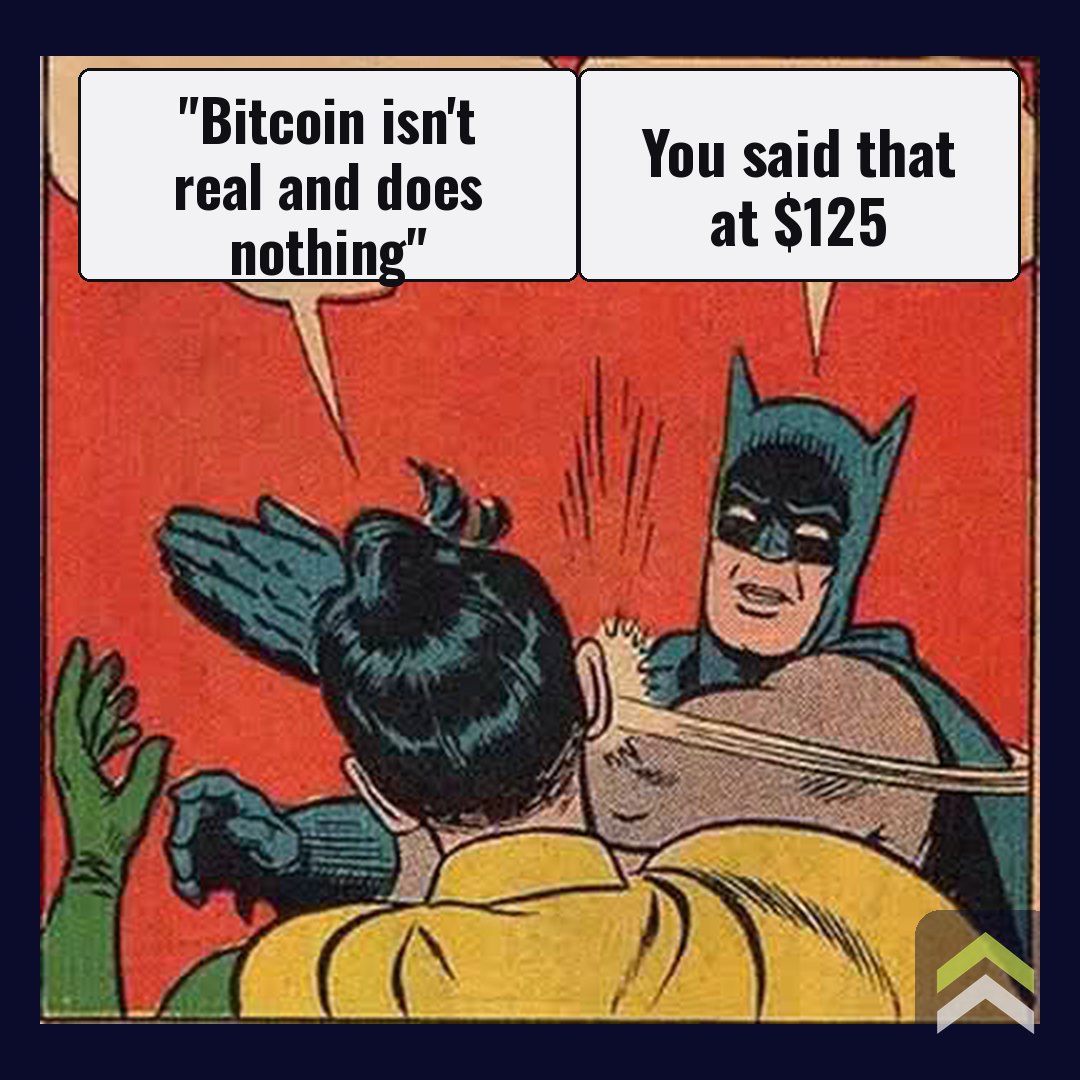 "Bitcoin isn't
real and does
nothing"
You said that
at $125